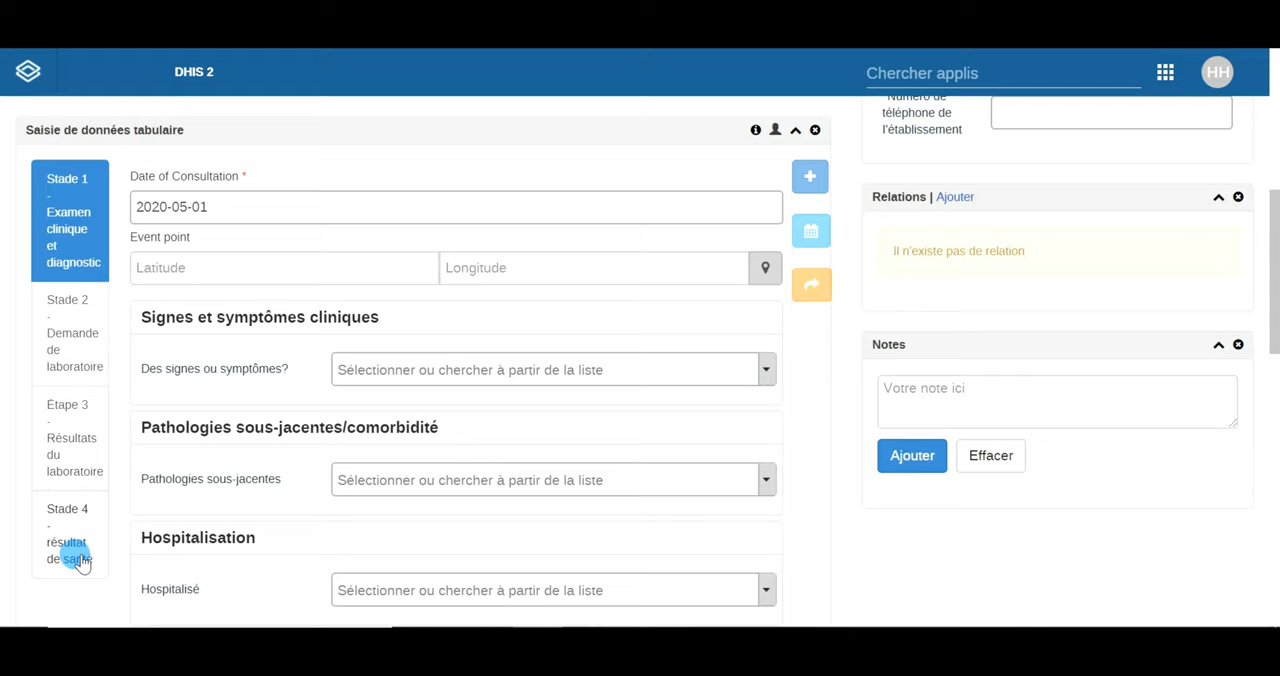 DHIS 2
Chercher applis
HH
Saisie de données tabulaire
Stade 1
-
Examen
clinique
et
diagnostic
Stade 2
-
Demande
de
laboratoire
Étape 3
-
Résultats
du
laboratoire
Stade 4
-
résultat
de santé
Date of Consultation *
2020-05-01
Event point
Latitude
Longitude
Signes et symptômes cliniques
Des signes ou symptômes?
Sélectionner ou chercher à partir de la liste
Pathologies sous-jacentes/comorbidité
Pathologies sous-jacentes
Sélectionner ou chercher à partir de la liste
Hospitalisation
Hospitalisé
Sélectionner ou chercher à partir de la liste
Numéro de
téléphone de
l'établissement
Relations | Ajouter
Il n'existe pas de relation
Notes
Votre note ici
Ajouter
Effacer